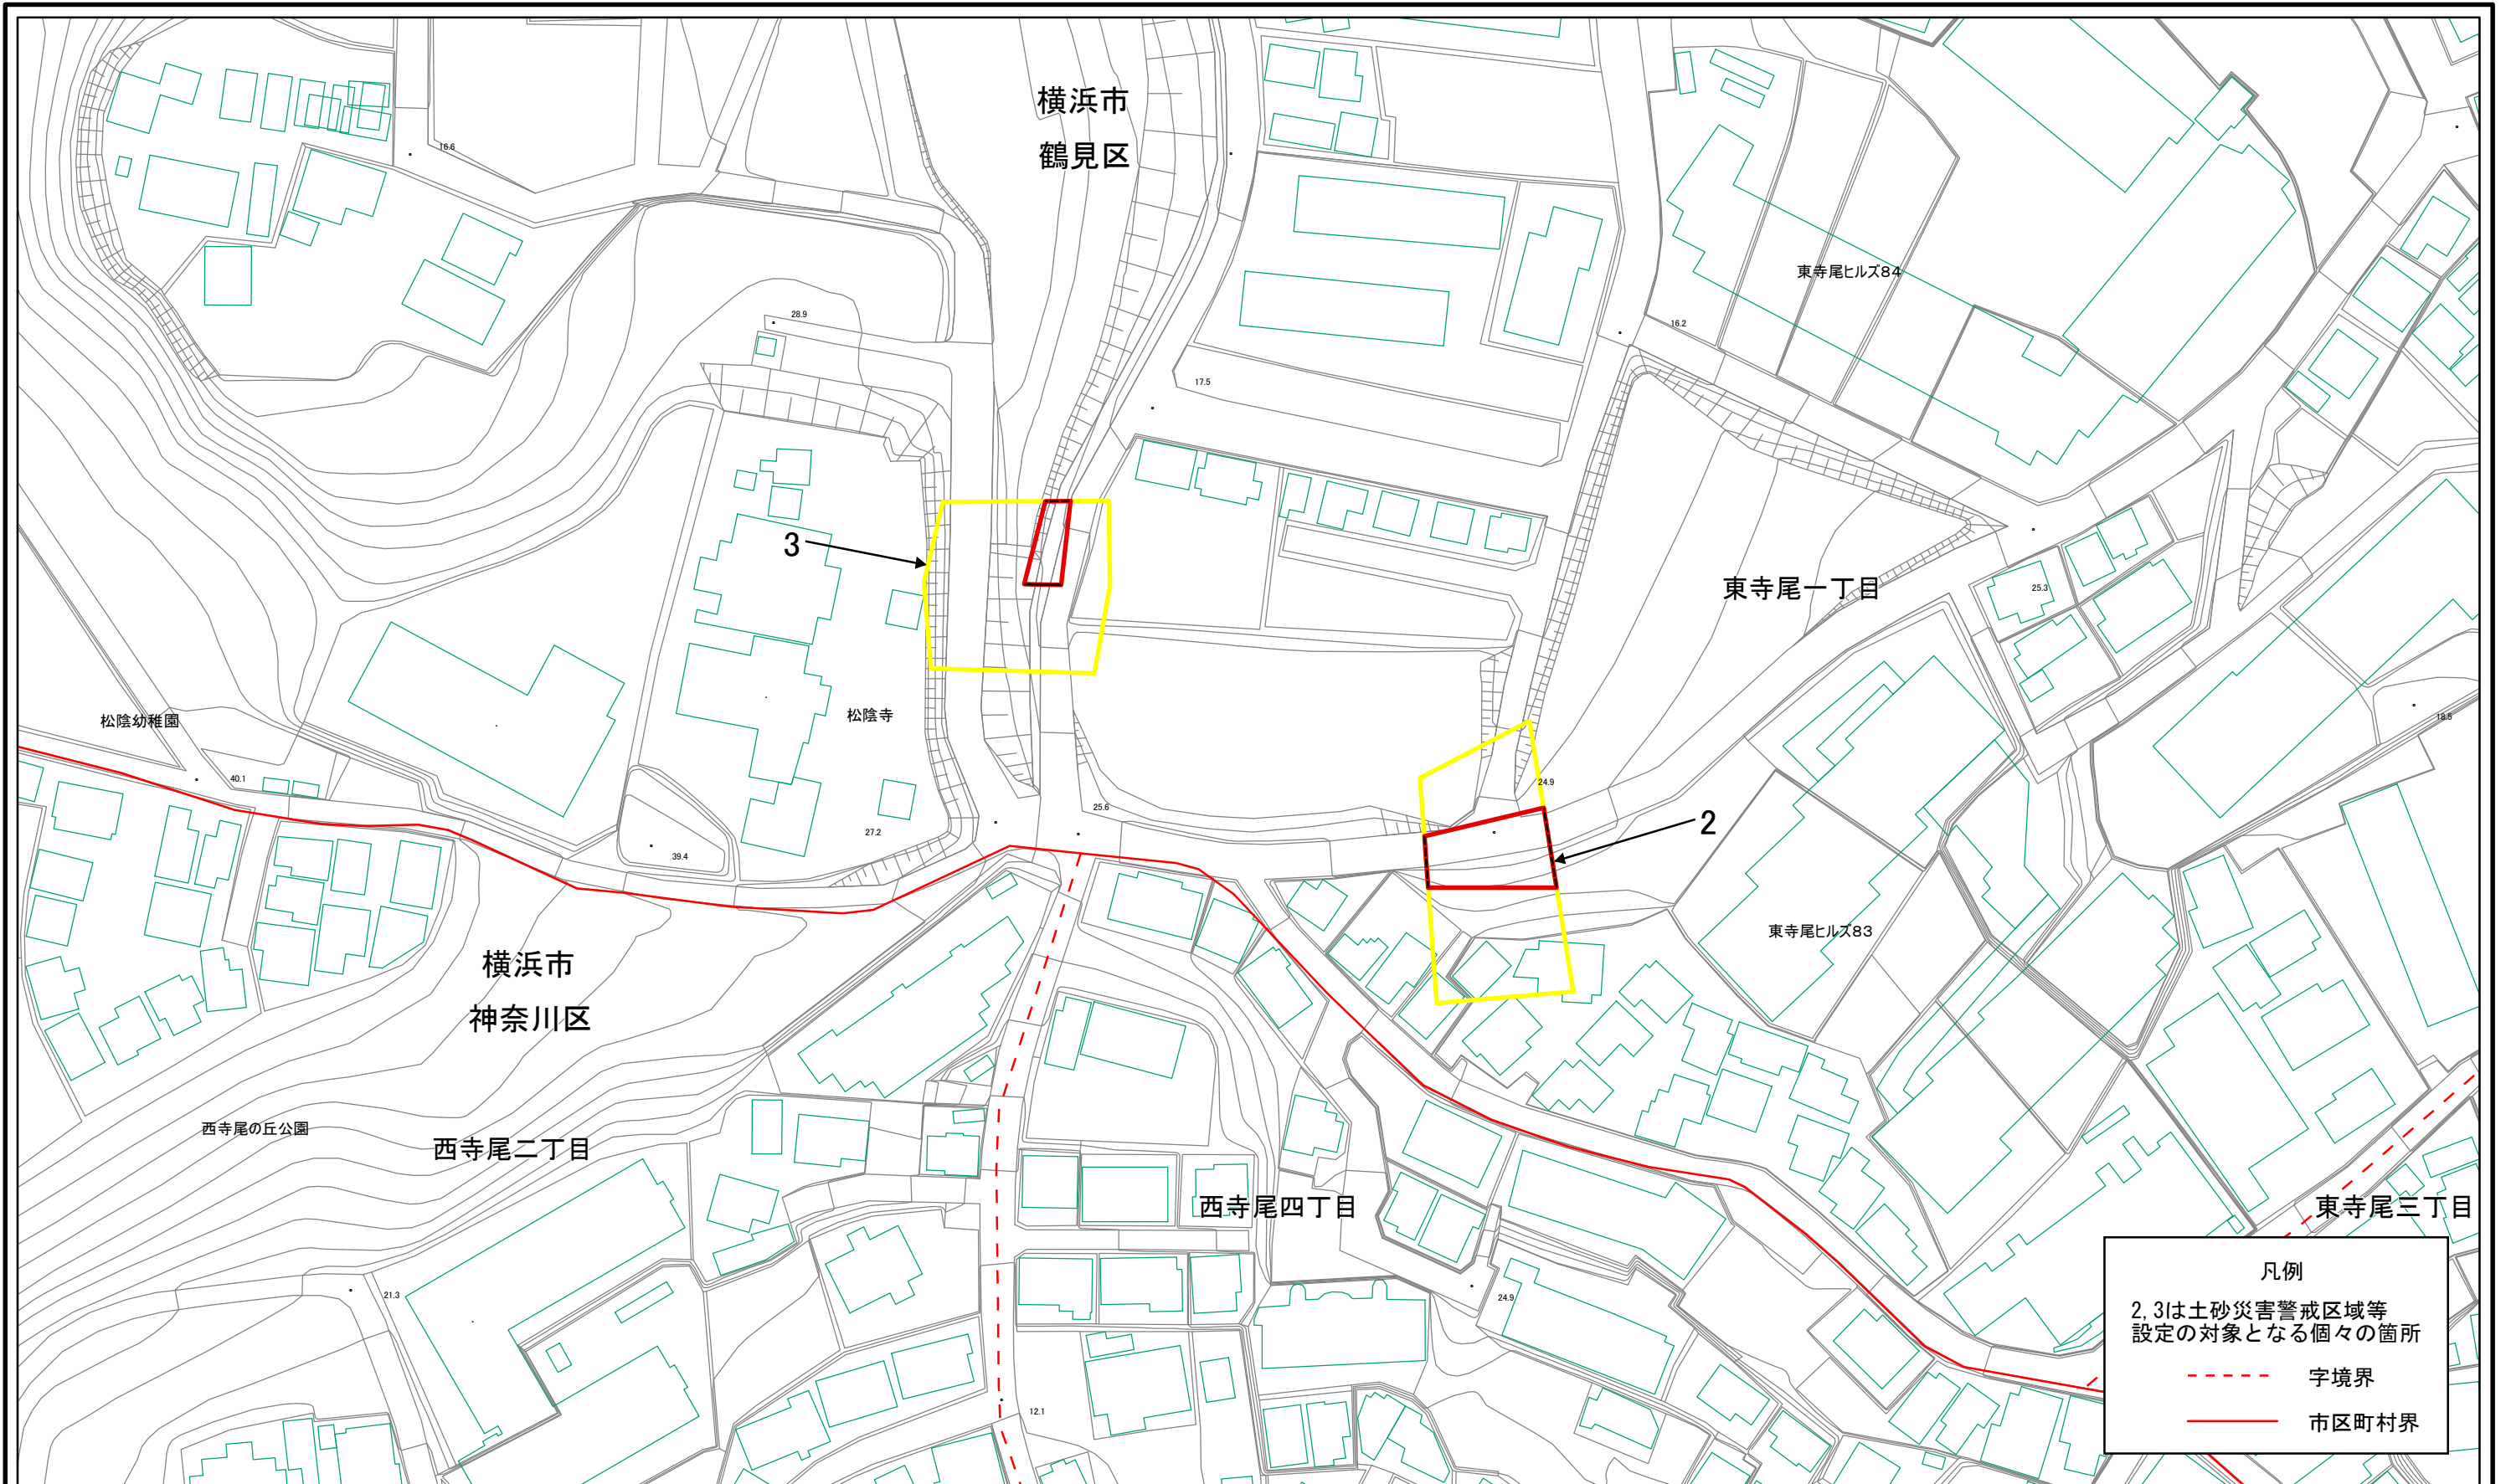 横浜市
鶴見区
16.6
東寺尾ヒルズ84
28.9
16.2
17.5
3
東寺尾一丁目
25.3
松陰幼稚園
松陰寺
18.5
40.1
24.9
25.6
2
27.2
39.4
東寺尾ヒルズ83
横浜市
神奈川区
西寺尾の丘公園
西寺尾二丁目
西寺尾四丁目
東寺尾三丁目
21.3
24.9
12.1
凡例
2,3は土砂災害警戒区域等
設定の対象となる個々の箇所
字境界
市区町村界